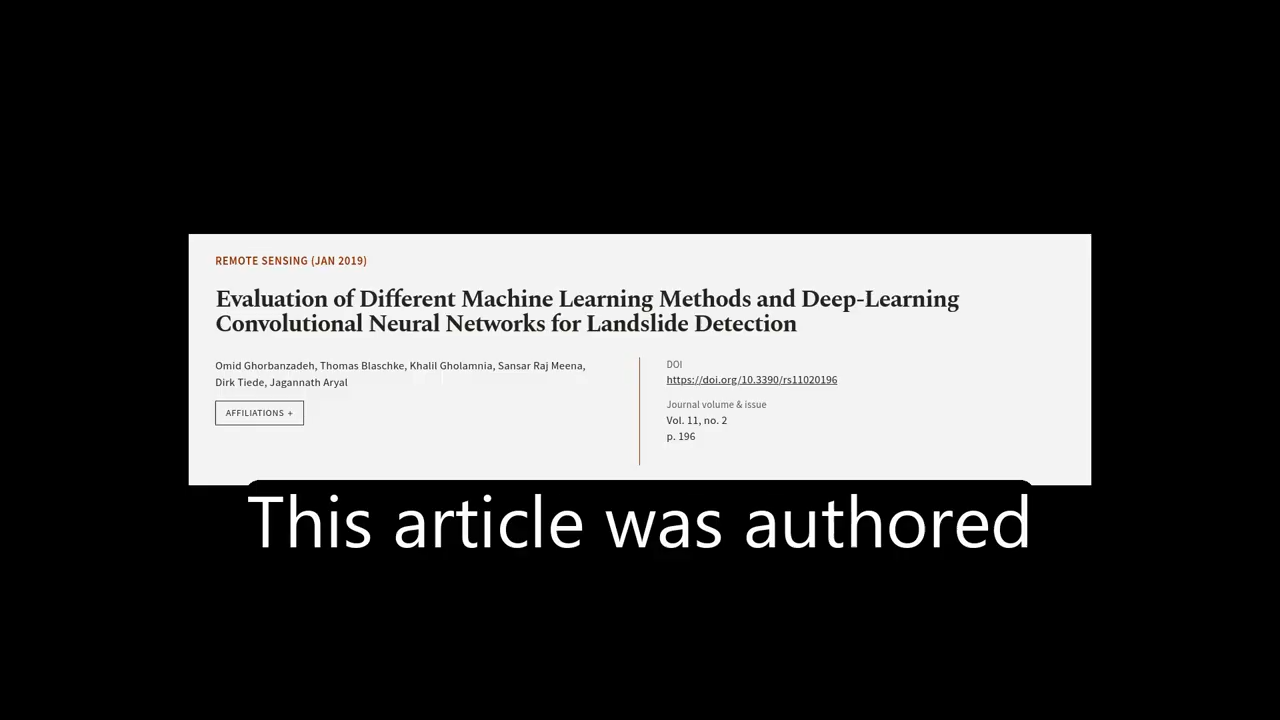 REMOTE SENSING (JAN 2019)
Evaluation of Different Machine Learning Methods and Deep-Learning
Convolutional Neural Networks for Landslide Detection
Omid Ghorbanzadeh, Thomas Blaschke, Khalil Gholamnia, Sansar Raj Meena,
Dirk Tiede, Jagannath Aryal
AFFILIATIONS +
DOI
https://doi.org/10.3390/rs11020196
Journal volume & issue
Vol. 11, no. 2
p. 196
This article was authored